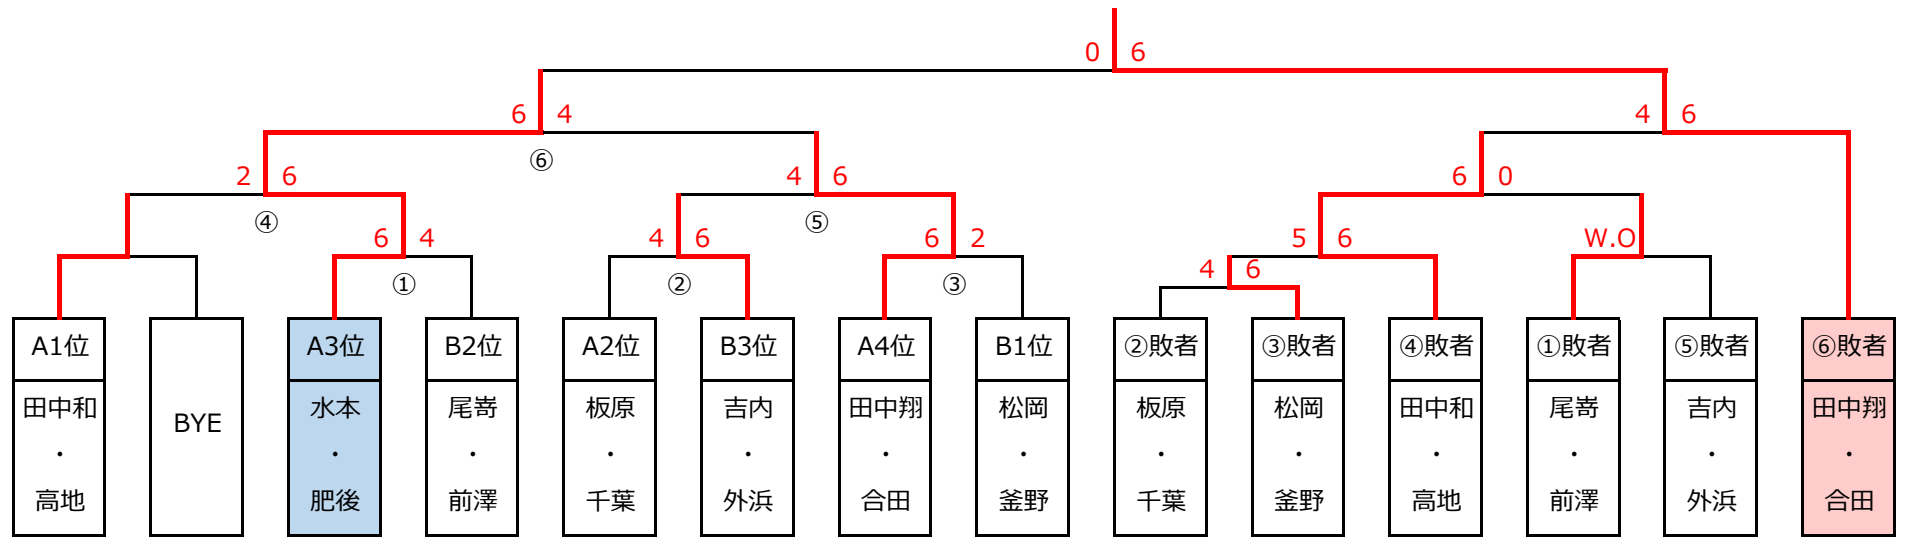 0 6
6 4
4 6
⑥
2 6
4 6
6 0
④
⑤
6 4
4 6
6 2
5 6
W.O
4 6
①
②
③
A1位
A3位
B2位
A2位
B3位
A4位
B1位
②敗者
③敗者
④敗者
①敗者
⑤敗者
⑥敗者
田中和
・
高地
BYE
水本
・
肥後
尾嵜
・
前澤
板原
・
千葉
吉内
・
外浜
田中翔
・
合田
松岡
・
釜野
板原
・
千葉
松岡
・
釜野
田中和
・
高地
尾嵜
・
前澤
吉内
・
外浜
田中翔
・
合田